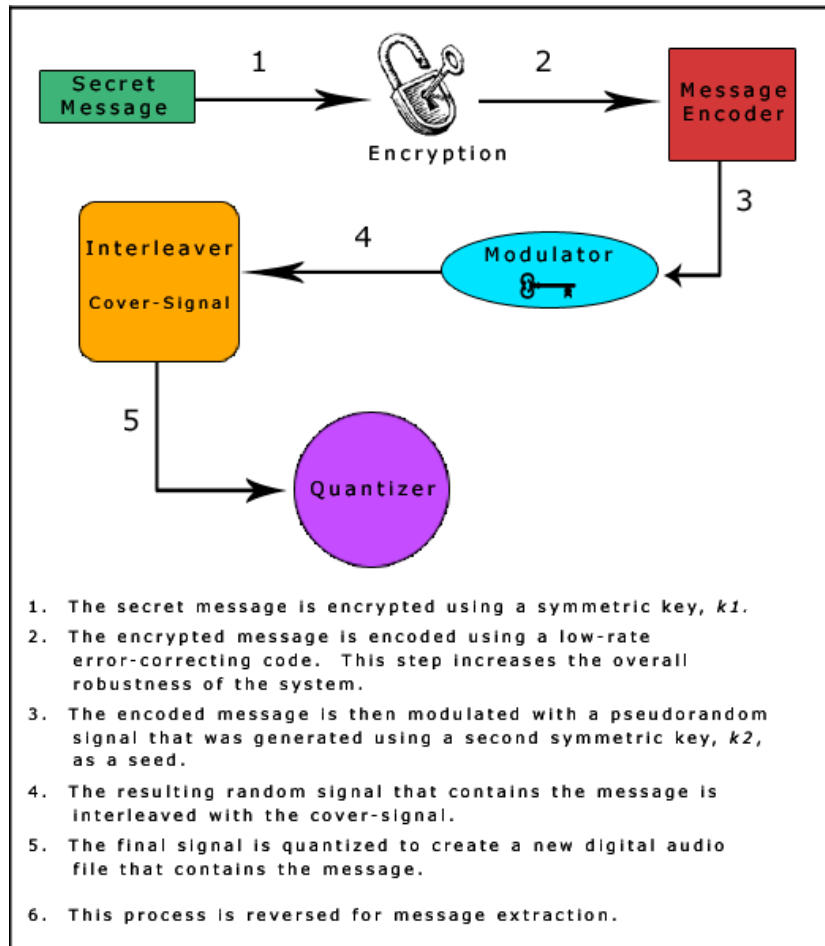 1
2
Secret
Message
Encryption
Message
Encoder
3
4
Interleaver
Cover-Signal
Modulator
5
Quantizer
1. The secret message is encrypted using a symmetric key, k1.
2. The encrypted message is encoded using a low-rate
error-correcting code. This step increases the overall
robustness of the system.
3. The encoded message is then modulated with a pseudorandom
signal that was generated using a second symmetric key, k2,
as a seed.
4. The resulting random signal that contains the message is
interleaved with the cover-signal.
5. The final signal is quantized to create a new digital audio
file that contains the message.
6. This process is reversed for message extraction.